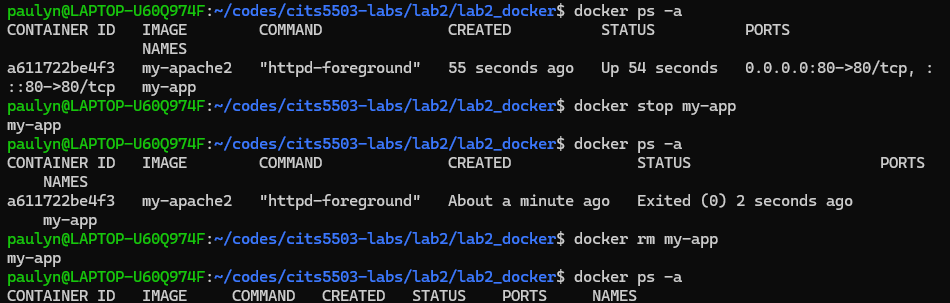 paulyn@LAPTOP-U60Q974F:~/codes/cits5503-labs/lab2/lab2_docker$ docker ps -a
CONTAINER ID   IMAGE        COMMAND              CREATED          STATUS          PORTS
               NAMES
a611722be4f3   my-apache2   "httpd-foreground"   55 seconds ago   Up 54 seconds   0.0.0.0:80->80/tcp, :
::80->80/tcp   my-app
paulyn@LAPTOP-U60Q974F:~/codes/cits5503-labs/lab2/lab2_docker$ docker stop my-app
my-app
paulyn@LAPTOP-U60Q974F:~/codes/cits5503-labs/lab2/lab2_docker$ docker ps -a
CONTAINER ID   IMAGE        COMMAND              CREATED              STATUS                     PORTS
    NAMES
a611722be4f3   my-apache2   "httpd-foreground"   About a minute ago   Exited (0) 2 seconds ago
    my-app
paulyn@LAPTOP-U60Q974F:~/codes/cits5503-labs/lab2/lab2_docker$ docker rm my-app
my-app
paulyn@LAPTOP-U60Q974F:~/codes/cits5503-labs/lab2/lab2_docker$ docker ps -a
CONTAINER ID   IMAGE     COMMAND   CREATED   STATUS    PORTS     NAMES